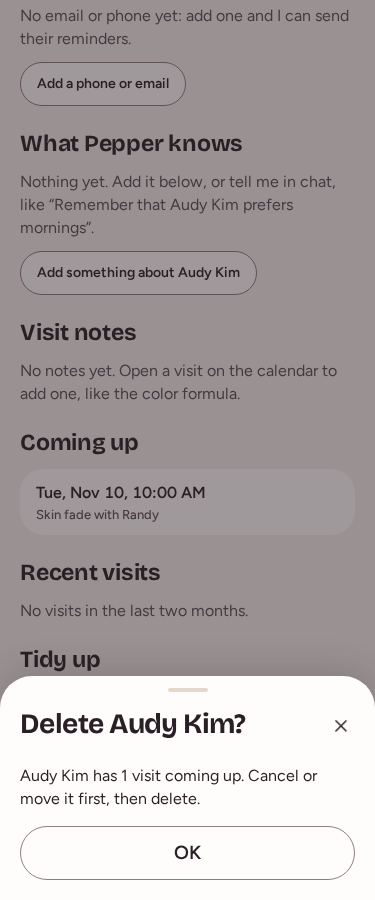 No email or phone yet: add one and I can send
their reminders.
Add a phone or email
What Pepper knows
Nothing yet. Add it below, or tell me in chat,
like “Remember that Audy Kim prefers
mornings”.
Add something about Audy Kim
Visit notes
No notes yet. Open a visit on the calendar to
add one, like the color formula.
Coming up
Tue, Nov 10, 10:00 AM
Skin fade with Randy
Recent visits
No visits in the last two months.
Tidy up
Delete Audy Kim?
Audy Kim has 1 visit coming up. Cancel or
move it first, then delete.
OK